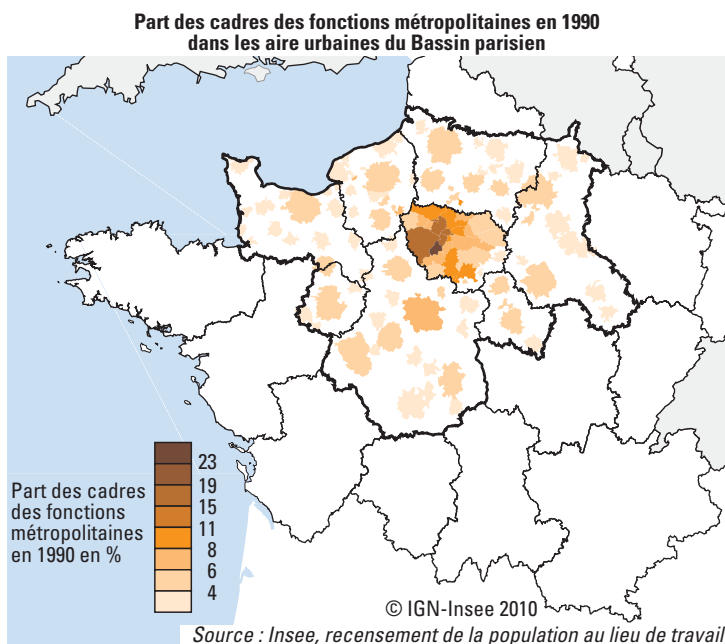 Part des cadres des fonctions métropolitaines en 1990
dans les aire urbaines du Bassin parisien
Part des cadres
des fonctions
métropolitaines
en 1990 en %
23
19
15
11
8
6
4
© IGN-Insee 2010
Source : Insee, recensement de la population au lieu de travail